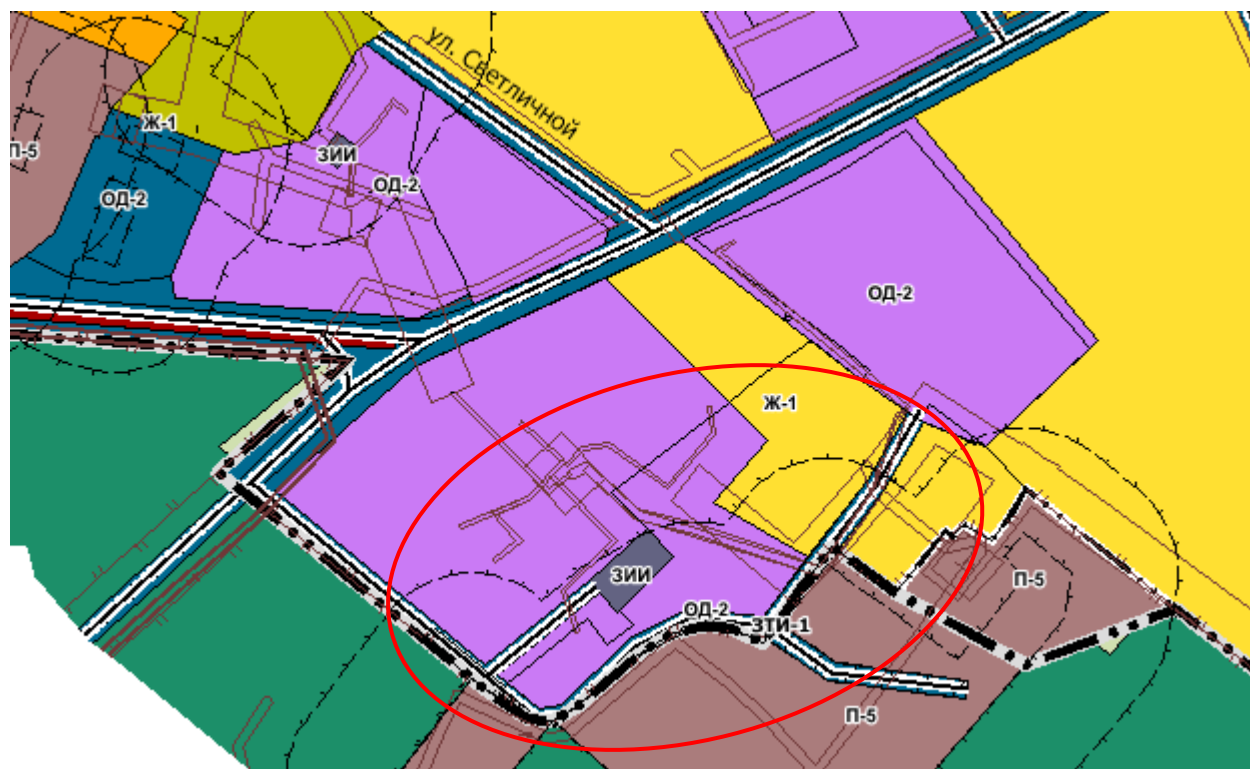 ул. Светличной
Ж-1
П-5
ЗИИ
ОД-2
ОД-2
ОД-2
Ж-1
ЗИИ
П-5
ОД-2
ЗТИ-1
П-5